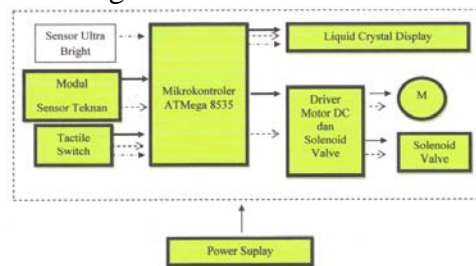 Sensor Ultra
Bright
Modul
Sensor Teknan
Tactile
Switch
Mikrokontroler
ATMega 8535
Liquid Crystal Display
Driver
Motor DC
dan
Solenoid
Valve
M
Solenoid
Valve
Power Suplay